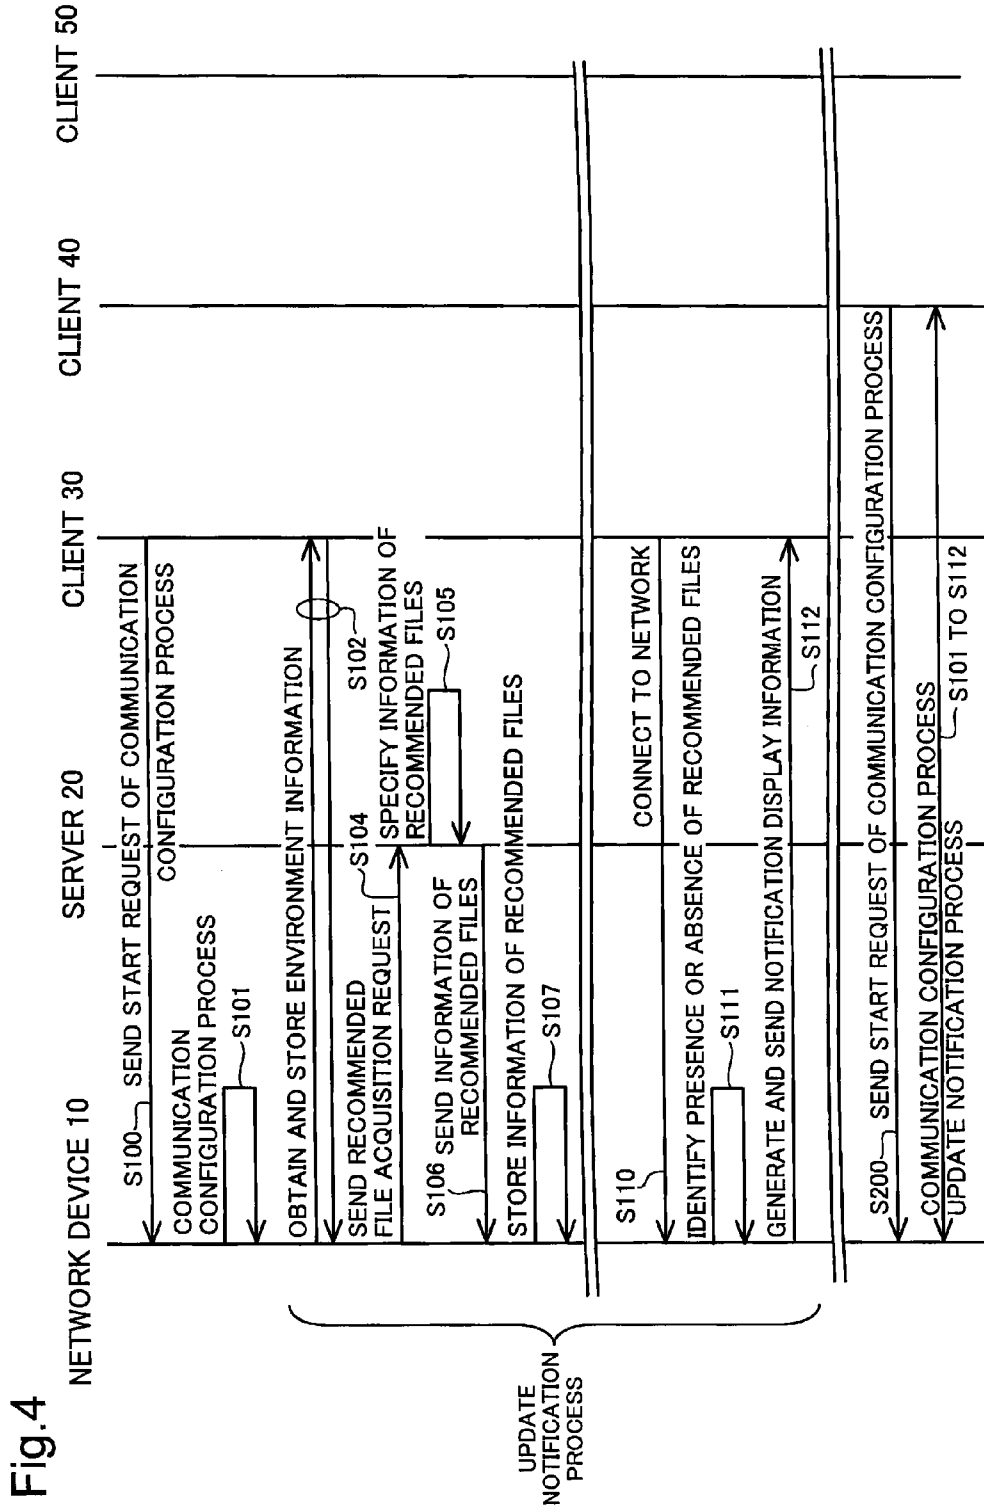 Fig.4
NETWORK DEVICE 10
SERVER 20
CLIENT 30
CLIENT 40
CLIENT 50
S100
SEND START REQUEST OF COMMUNICATION
CONFIGURATION PROCESS
COMMUNICATION
CONFIGURATION PROCESS
S101
OBTAIN AND STORE ENVIRONMENT INFORMATION
S102
SEND RECOMMENDED
FILE ACQUISITION REQUEST
S104
SPECIFY INFORMATION OF
RECOMMENDED FILES
S105
S106
SEND INFORMATION OF
RECOMMENDED FILES
STORE INFORMATION OF RECOMMENDED FILES
S107
S110
CONNECT TO NETWORK
IDENTIFY PRESENCE OR ABSENCE OF RECOMMENDED FILES
S111
GENERATE AND SEND NOTIFICATION DISPLAY INFORMATION
S112
UPDATE
NOTIFICATION
PROCESS
S200
SEND START REQUEST OF COMMUNICATION CONFIGURATION PROCESS
COMMUNICATION CONFIGURATION PROCESS
UPDATE NOTIFICATION PROCESS
S101 TO S112